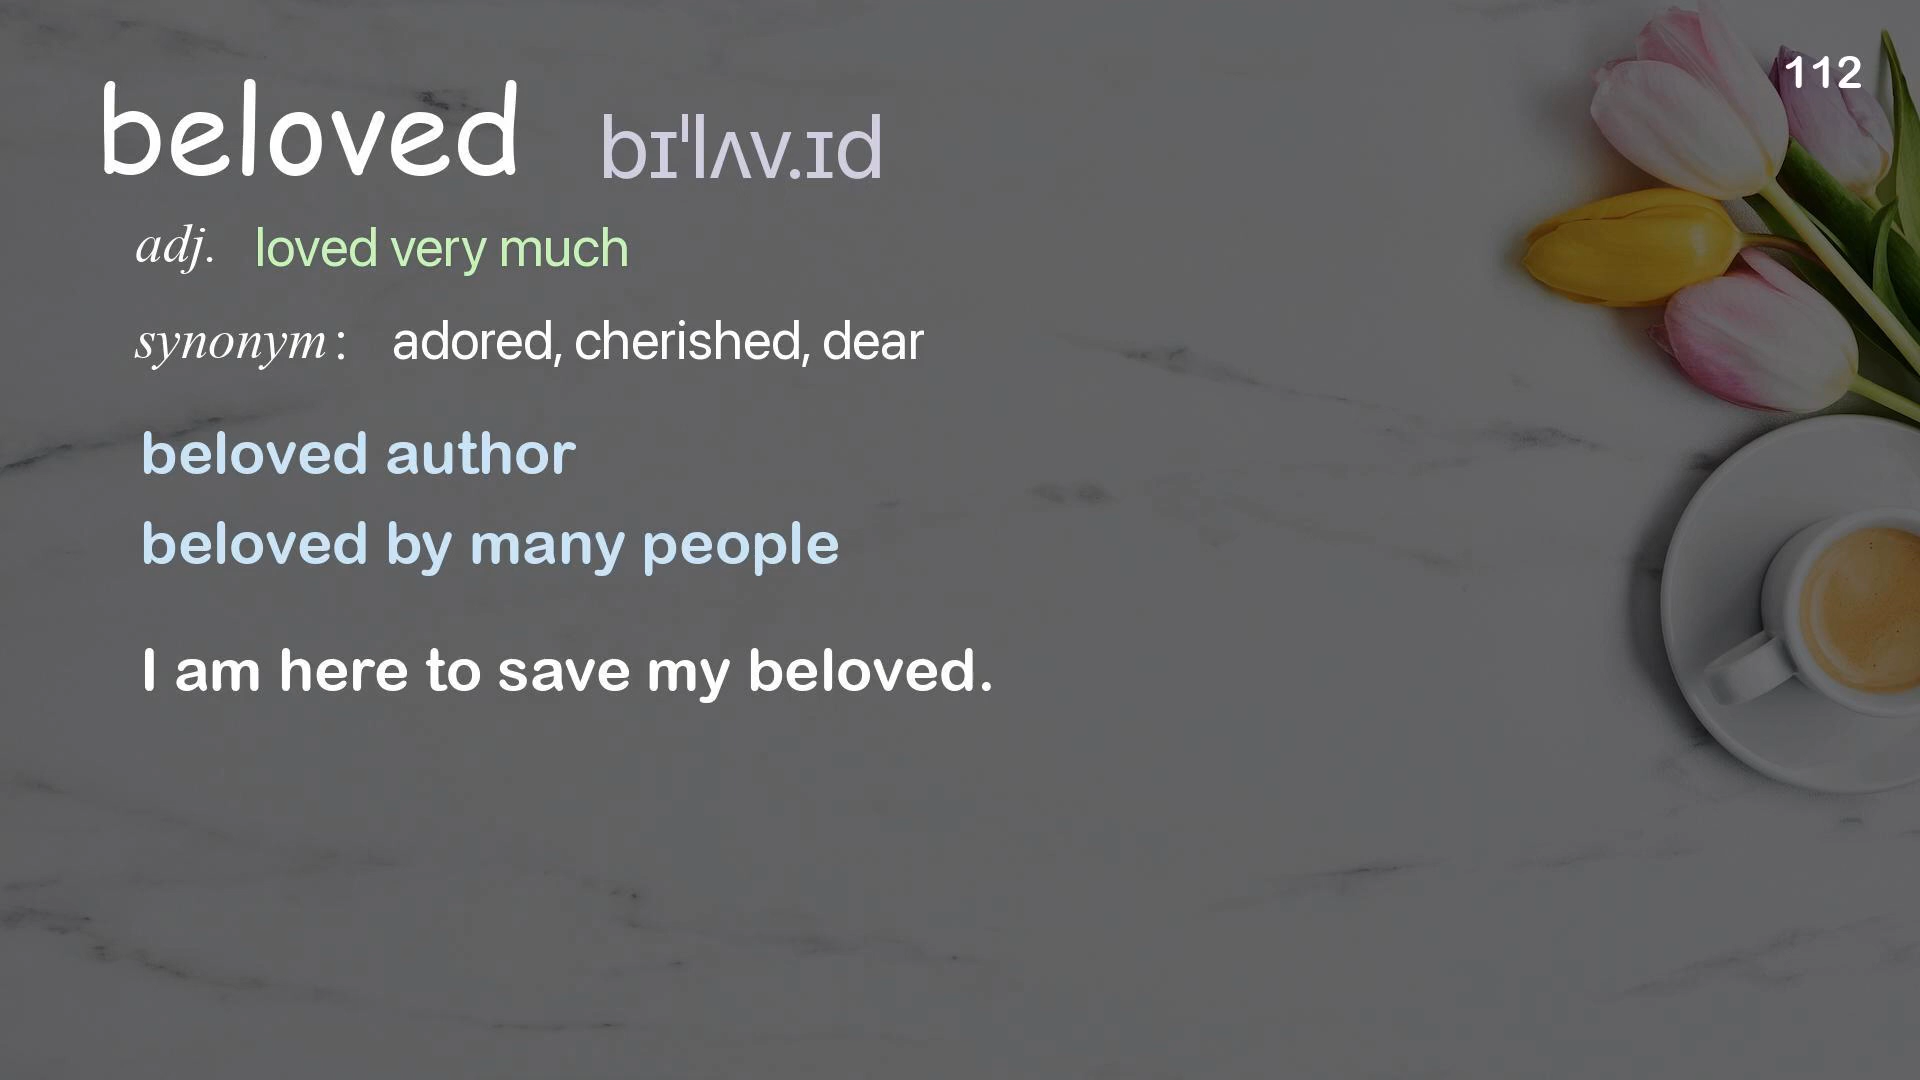 112
beloved bɪˈlʌv.ɪd
adj. loved very much
synonym: adored, cherished, dear
beloved author
beloved by many people
I am here to save my beloved.